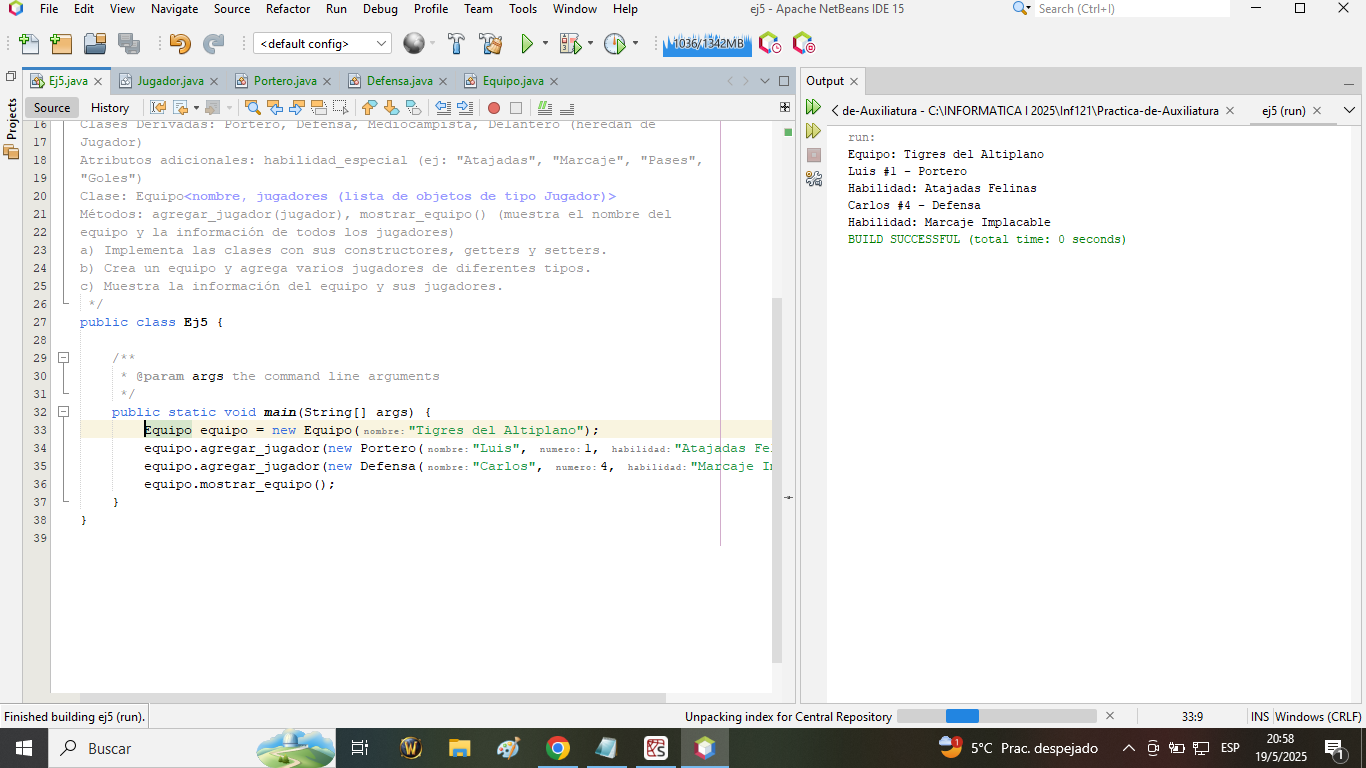 File Edit View Navigate Source Refactor Run Debug Profile Team Tools Window Help
ej5 - Apache NetBeans IDE 15
Search (Ctrl+I)
<default config>
1036/1342MB
Ej5.java
Jugador.java
Portero.java
Defensa.java
Equipo.java
Source History
Projects
16 Clases Derivadas: Portero, Defensa, Mediocampista, Delantero (heredan de
17 Jugador)
18 Atributos adicionales: habilidad_especial (ej: "Atajadas", "Marcaje", "Pases",
19 "Goles")
20 Clase: Equipo<nombre, jugadores (lista de objetos de tipo Jugador)>
21 Métodos: agregar_jugador(jugador), mostrar_equipo() (muestra el nombre del
22 equipo y la información de todos los jugadores)
23 a) Implementa las clases con sus constructores, getters y setters.
24 b) Crea un equipo y agrega varios jugadores de diferentes tipos.
25 c) Muestra la información del equipo y sus jugadores.
26 */
27 public class Ej5 {
28
29 /**
30 * @param args the command line arguments
31 */
32 public static void main(String[] args) {
33 Equipo equipo = new Equipo(nombre: "Tigres del Altiplano");
34 equipo.agregar_jugador(new Portero(nombre: "Luis", numero: 1, habilidad: "Atajadas Fel
35 equipo.agregar_jugador(new Defensa(nombre: "Carlos", numero: 4, habilidad: "Marcaje I
36 equipo.mostrar_equipo();
37 }
38 }
39
Output
de-Auxiliatura - C:\INFORMATICA I 2025\Inf121\Practica-de-Auxiliatura
ej5 (run)
run:
Equipo: Tigres del Altiplano
Luis #1 - Portero
Habilidad: Atajadas Felinas
Carlos #4 - Defensa
Habilidad: Marcaje Implacable
BUILD SUCCESSFUL (total time: 0 seconds)
Finished building ej5 (run).
Unpacking index for Central Repository
33:9
INS
Windows (CRLF)
Buscar
1
5°C Prac. despejado
ESP
20:58
19/5/2025
1